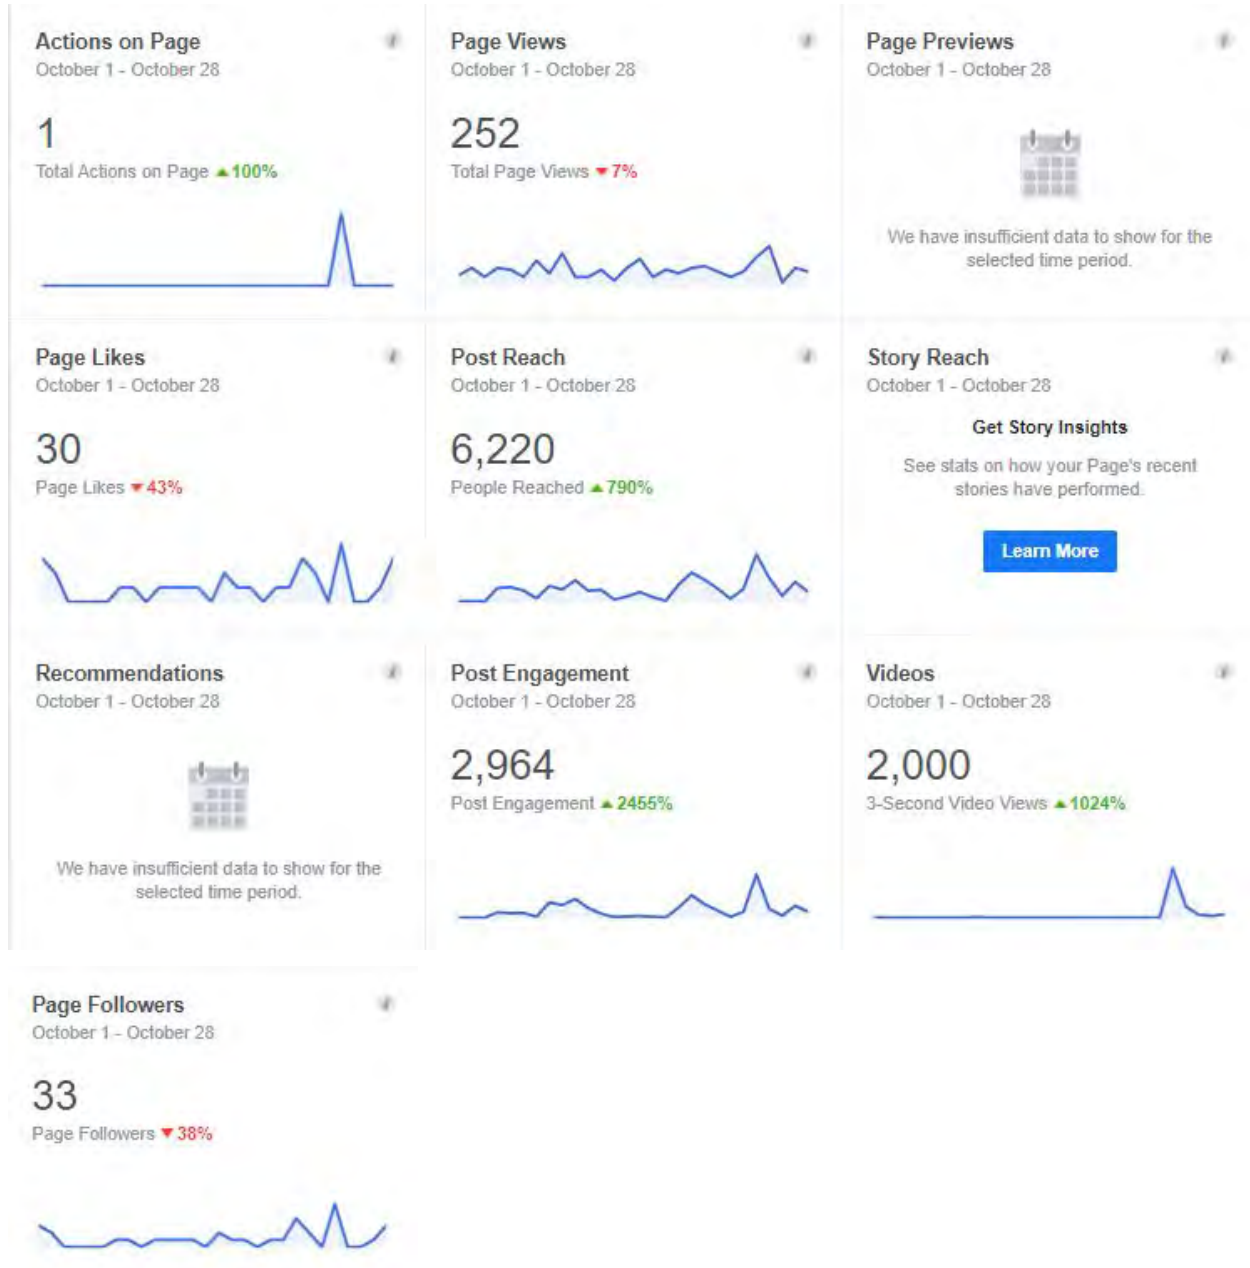 Actions on Page
October 1 - October 28
1
Total Actions on Page ▲100%
Page Views
October 1 - October 28
252
Total Page Views ▼7%
Page Previews
October 1 - October 28
We have insufficient data to show for the
selected time period.
Page Likes
October 1 - October 28
30
Page Likes ▼43%
Post Reach
October 1 - October 28
6,220
People Reached ▲790%
Story Reach
October 1 - October 28
Get Story Insights
See stats on how your Page's recent
stories have performed.
Learn More
Recommendations
October 1 - October 28
We have insufficient data to show for the
selected time period.
Post Engagement
October 1 - October 28
2,964
Post Engagement ▲2455%
Videos
October 1 - October 28
2,000
3-Second Video Views ▲1024%
Page Followers
October 1 - October 28
33
Page Followers ▼38%